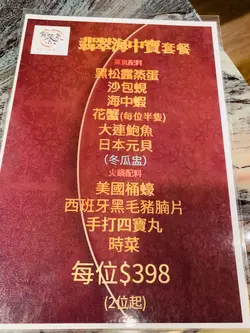 翡翠海中寶套餐
蒸氣配料
黑松露蒸蛋
沙包蜆
海中蝦
花蟹(每位半隻)
大連鮑魚
日本元貝
(冬瓜盅)
火鍋配料
美國桶蠔
西班牙黑毛豬腩片
手打四寶丸
時菜
每位$398
(2位起)